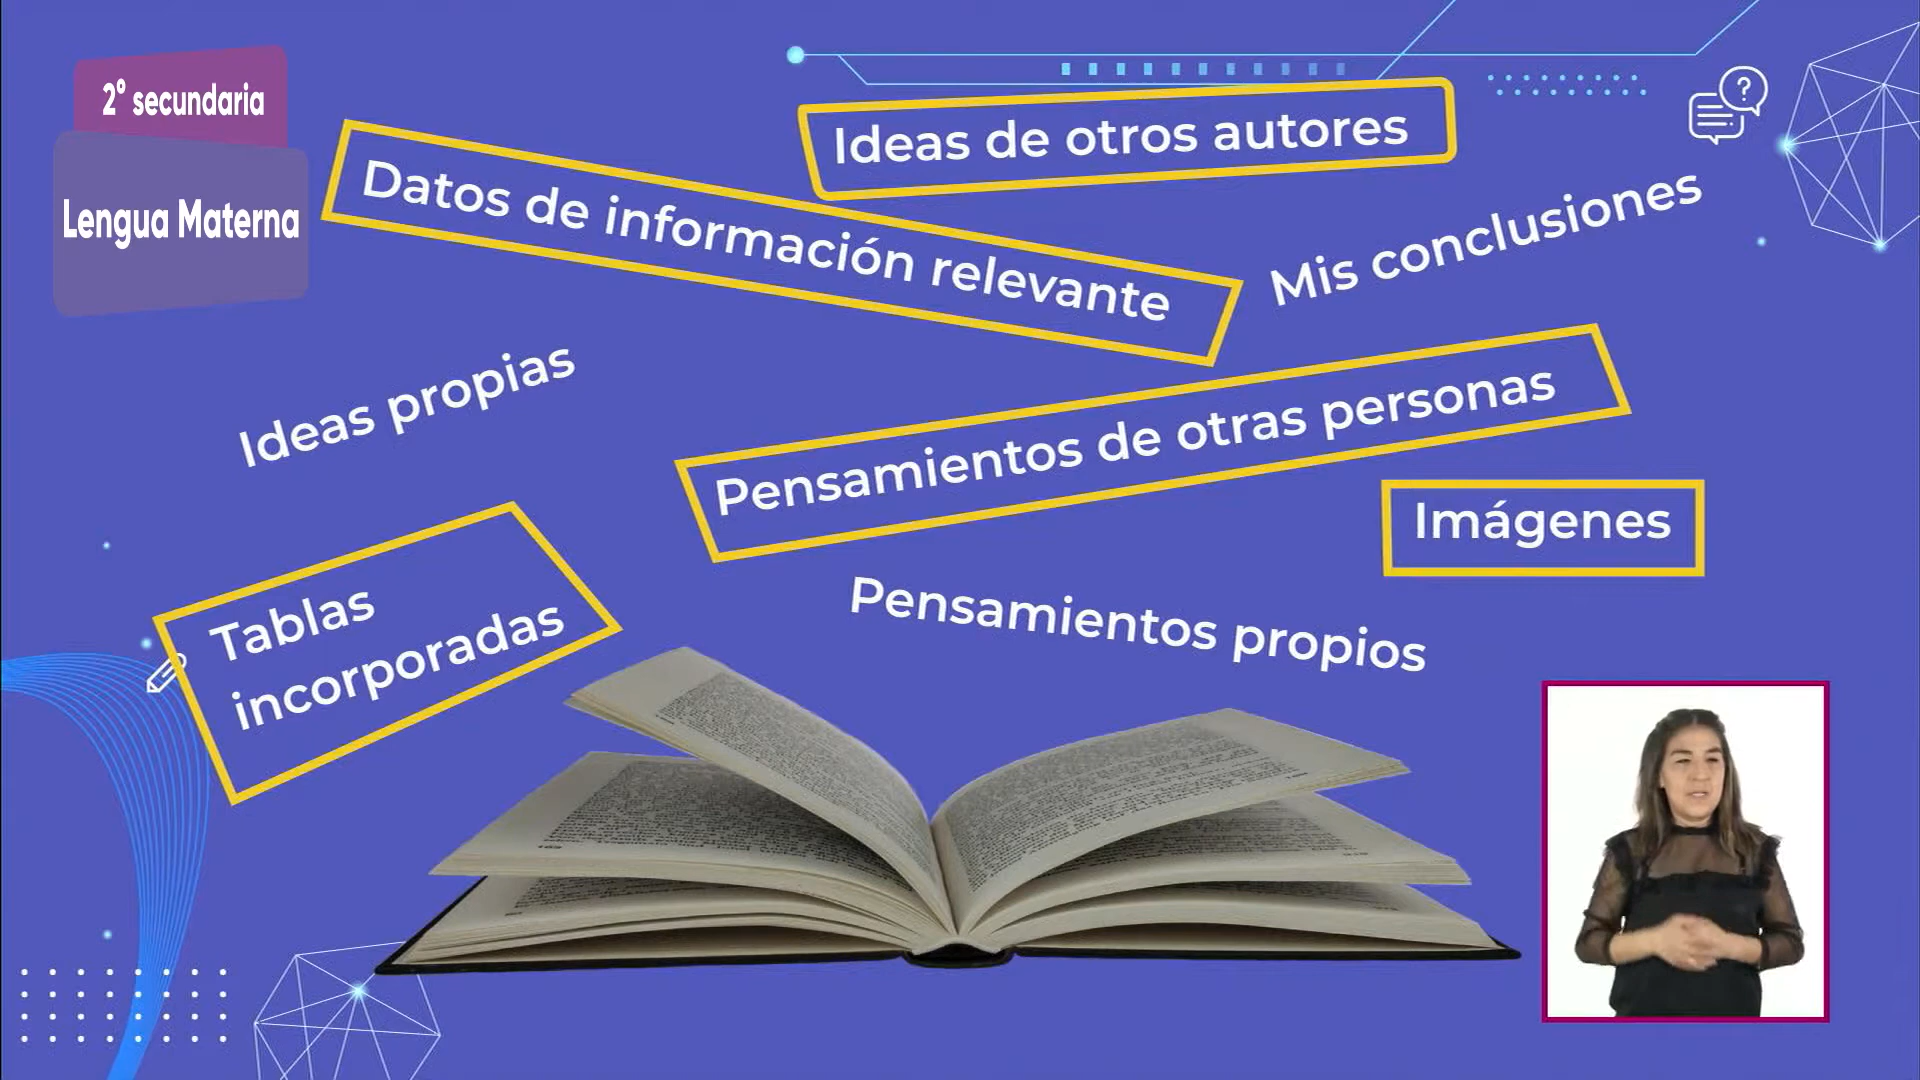 2° secundaria
Lengua Materna
Ideas de otros autores
Datos de información relevante
Mis conclusiones
Ideas propias
Pensamientos de otras personas
Imágenes
Tablas
incorporadas
Pensamientos propios
?